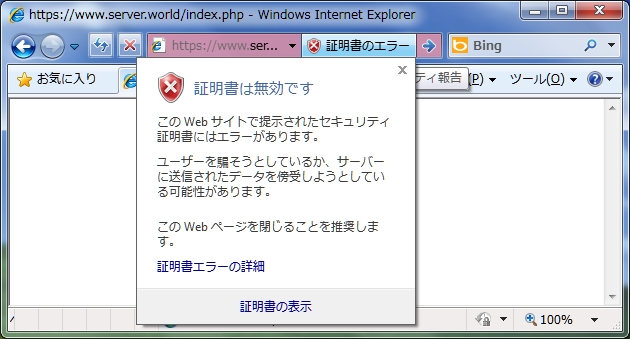 https://www.server.world/index.php - Windows Internet Explorer
https://www.ser... 証明書のエラー Bing
お気に入り ティ報告 (P) ツール(O)
証明書は無効です
この Web サイトで提示されたセキュリティ
証明書にはエラーがあります。
ユーザーを騙そうとしているか、サーバー
に送信されたデータを傍受しようとしてい
る可能性があります。
この Web ページを閉じることを推奨しま
す。
証明書エラーの詳細
証明書の表示
100%